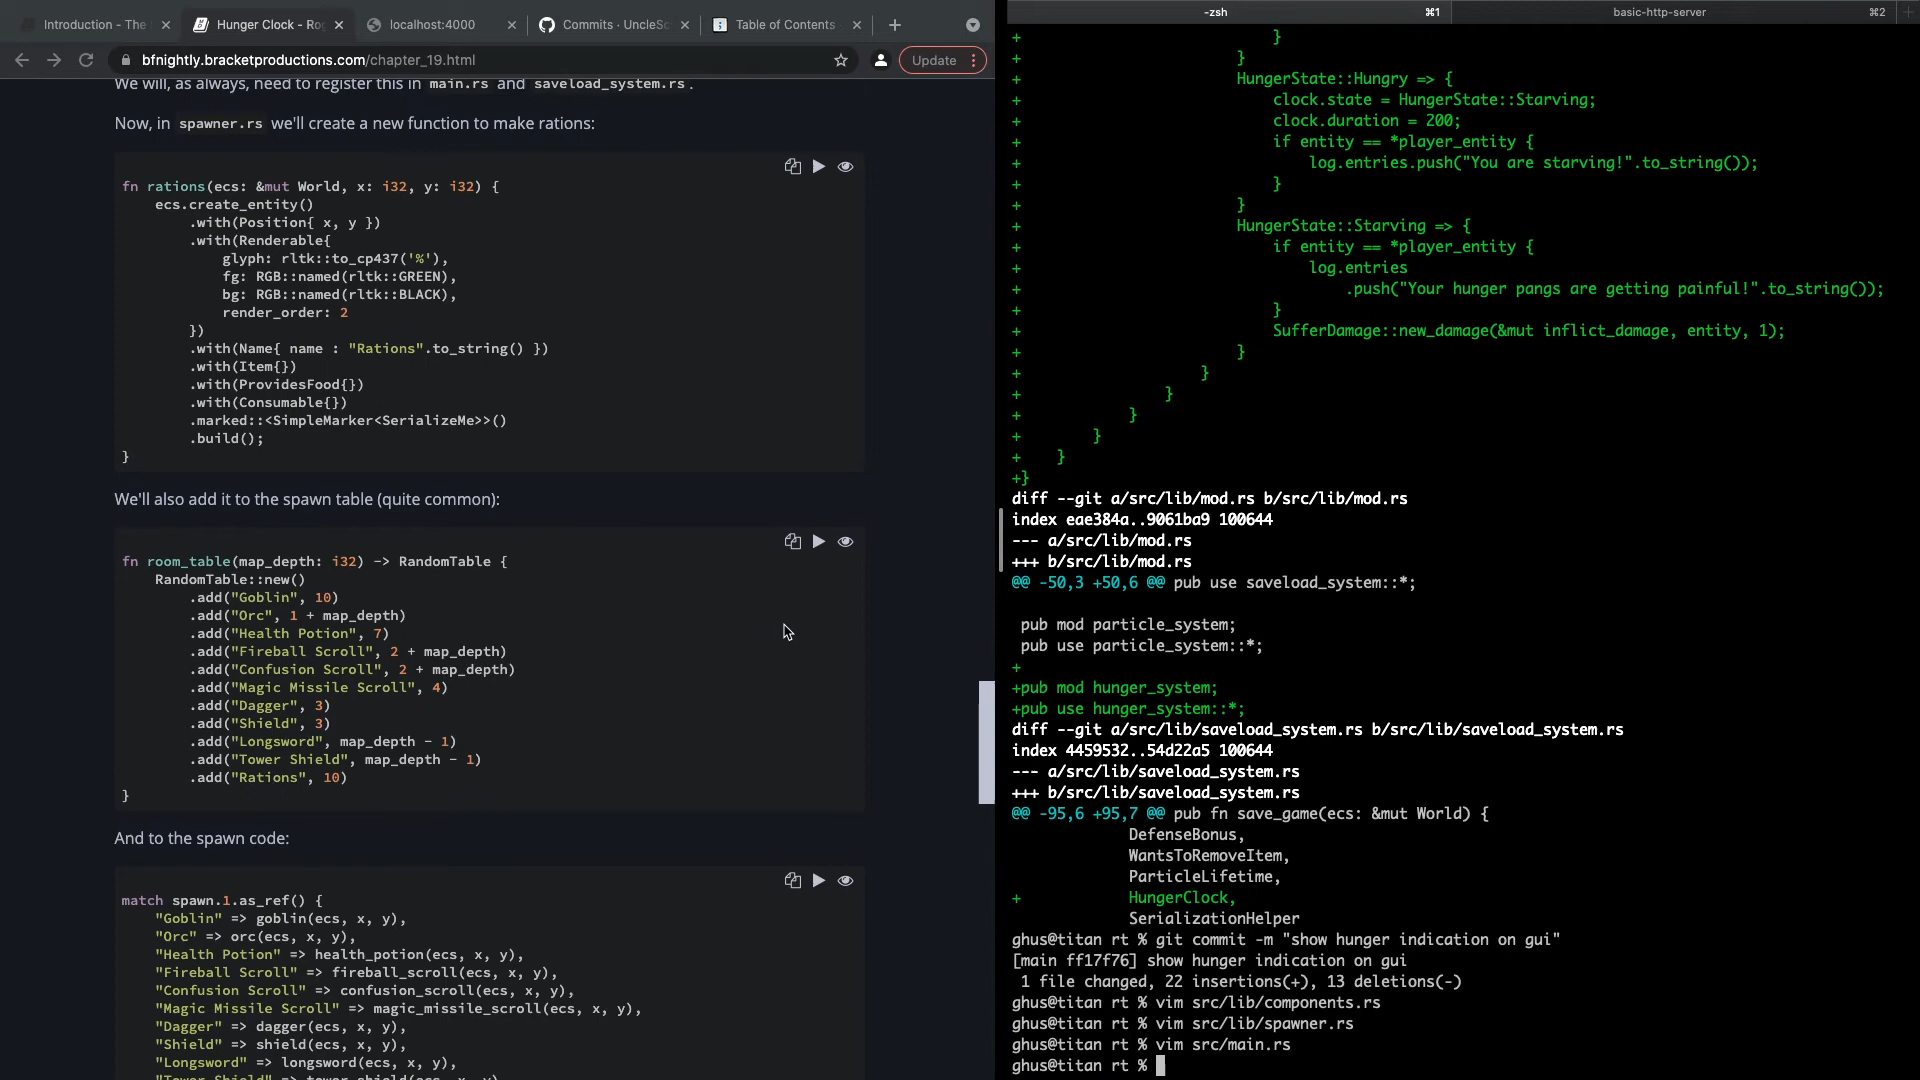 Introduction - The
Hunger Clock - Ro
localhost:4000
Commits · UncleSc
Table of Contents
bfnightly.bracketproductions.com/chapter_19.html
Update
We will, as always, need to register this in main.rs and saveload_system.rs.
Now, in spawner.rs we'll create a new function to make rations:
fn rations(ecs: &mut World, x: i32, y: i32) {
ecs.create_entity()
.with(Position{ x, y })
.with(Renderable{
glyph: rltk::to_cp437('%'),
fg: RGB::named(rltk::GREEN),
bg: RGB::named(rltk::BLACK),
render_order: 2
})
.with(Name{ name : "Rations".to_string() })
.with(Item{})
.with(ProvidesFood{})
.with(Consumable{})
.marked::<SimpleMarker<SerializeMe>>()
.build();
}
We'll also add it to the spawn table (quite common):
fn room_table(map_depth: i32) -> RandomTable {
RandomTable::new()
.add("Goblin", 10)
.add("Orc", 1 + map_depth)
.add("Health Potion", 7)
.add("Fireball Scroll", 2 + map_depth)
.add("Confusion Scroll", 2 + map_depth)
.add("Magic Missile Scroll", 4)
.add("Dagger", 3)
.add("Shield", 3)
.add("Longsword", map_depth - 1)
.add("Tower Shield", map_depth - 1)
.add("Rations", 10)
}
And to the spawn code:
match spawn.1.as_ref() {
"Goblin" => goblin(ecs, x, y),
"Orc" => orc(ecs, x, y),
"Health Potion" => health_potion(ecs, x, y),
"Fireball Scroll" => fireball_scroll(ecs, x, y),
"Confusion Scroll" => confusion_scroll(ecs, x, y),
"Magic Missile Scroll" => magic_missile_scroll(ecs, x, y),
"Dagger" => dagger(ecs, x, y),
"Shield" => shield(ecs, x, y),
"Longsword" => longsword(ecs, x, y),
"Tower Shield" => tower_shield(ecs, x, y),
-zsh ⌘1
basic-http-server ⌘2
+ }
+ }
+ HungerState::Hungry => {
+ clock.state = HungerState::Starving;
+ clock.duration = 200;
+ if entity == *player_entity {
+ log.entries.push("You are starving!".to_string());
+ }
+ }
+ HungerState::Starving => {
+ if entity == *player_entity {
+ log.entries
+ .push("Your hunger pangs are getting painful!".to_string());
+ }
+ SufferDamage::new_damage(&mut inflict_damage, entity, 1);
+ }
+ }
+ }
+ }
+ }
+ }
+}
diff --git a/src/lib/mod.rs b/src/lib/mod.rs
index eae384a..9061ba9 100644
--- a/src/lib/mod.rs
+++ b/src/lib/mod.rs
@@ -50,3 +50,6 @@ pub use saveload_system::*;
pub mod particle_system;
pub use particle_system::*;
+
+pub mod hunger_system;
+pub use hunger_system::*;
diff --git a/src/lib/saveload_system.rs b/src/lib/saveload_system.rs
index 4459532..54d22a5 100644
--- a/src/lib/saveload_system.rs
+++ b/src/lib/saveload_system.rs
@@ -95,6 +95,7 @@ pub fn save_game(ecs: &mut World) {
DefenseBonus,
WantsToRemoveItem,
ParticleLifetime,
+ HungerClock,
SerializationHelper
ghus@titan rt % git commit -m "show hunger indication on gui"
[main ff17f76] show hunger indication on gui
1 file changed, 22 insertions(+), 13 deletions(-)
ghus@titan rt % vim src/lib/components.rs
ghus@titan rt % vim src/lib/spawner.rs
ghus@titan rt % vim src/main.rs
ghus@titan rt %